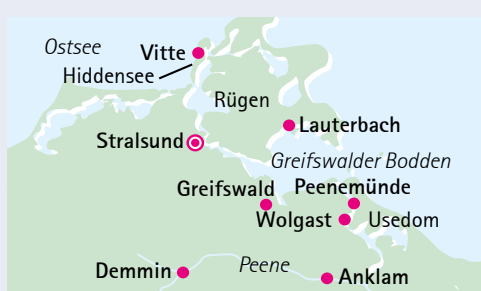 Ostsee
Vitte
Hiddensee
Rügen
Lauterbach
Stralsund
Greifswalder Bodden
Greifswald
Peenemünde
Wolgast
Usedom
Demmin
Peene
Anklam